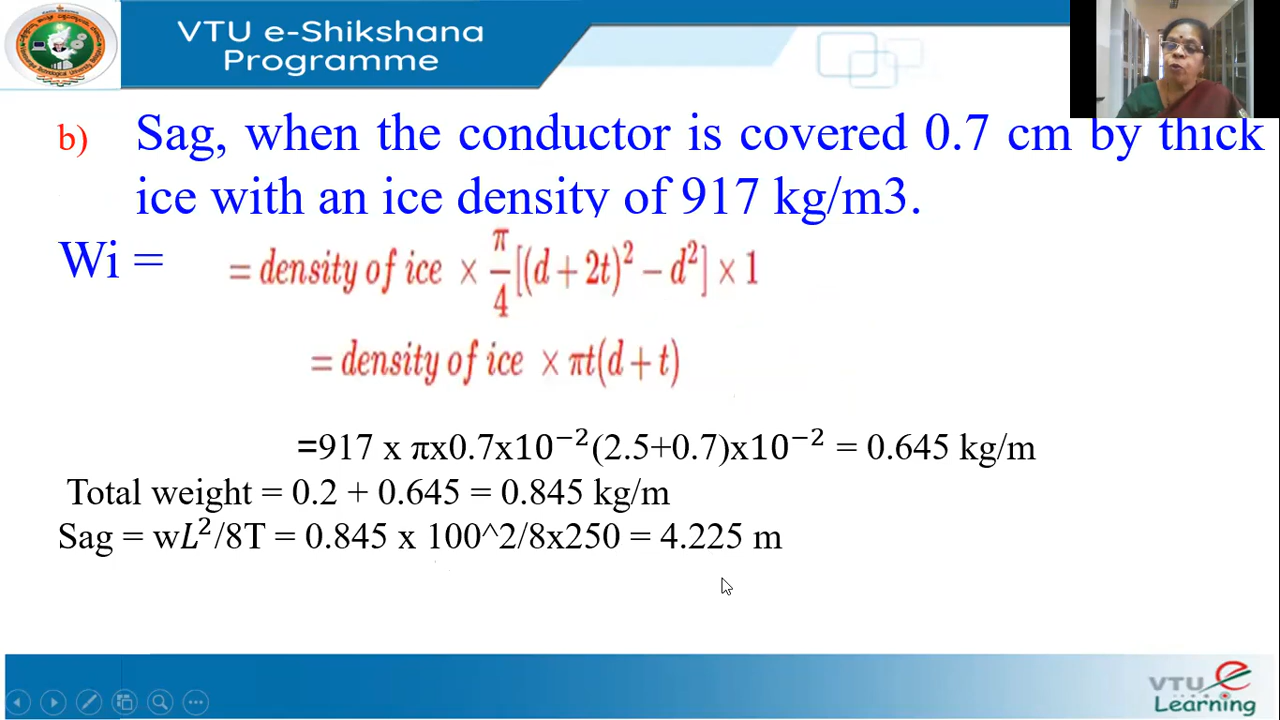 VTU e-Shikshana
Programme
b) Sag, when the conductor is covered 0.7 cm by thick
ice with an ice density of 917 kg/m3.
Wi = = density of ice × π/4 [(d + 2t)² − d²] × 1
= density of ice × πt(d + t)
=917 x πx0.7x10⁻²(2.5+0.7)x10⁻² = 0.645 kg/m
Total weight = 0.2 + 0.645 = 0.845 kg/m
Sag = wL²/8T = 0.845 x 100^2/8x250 = 4.225 m
VTU e
Learning